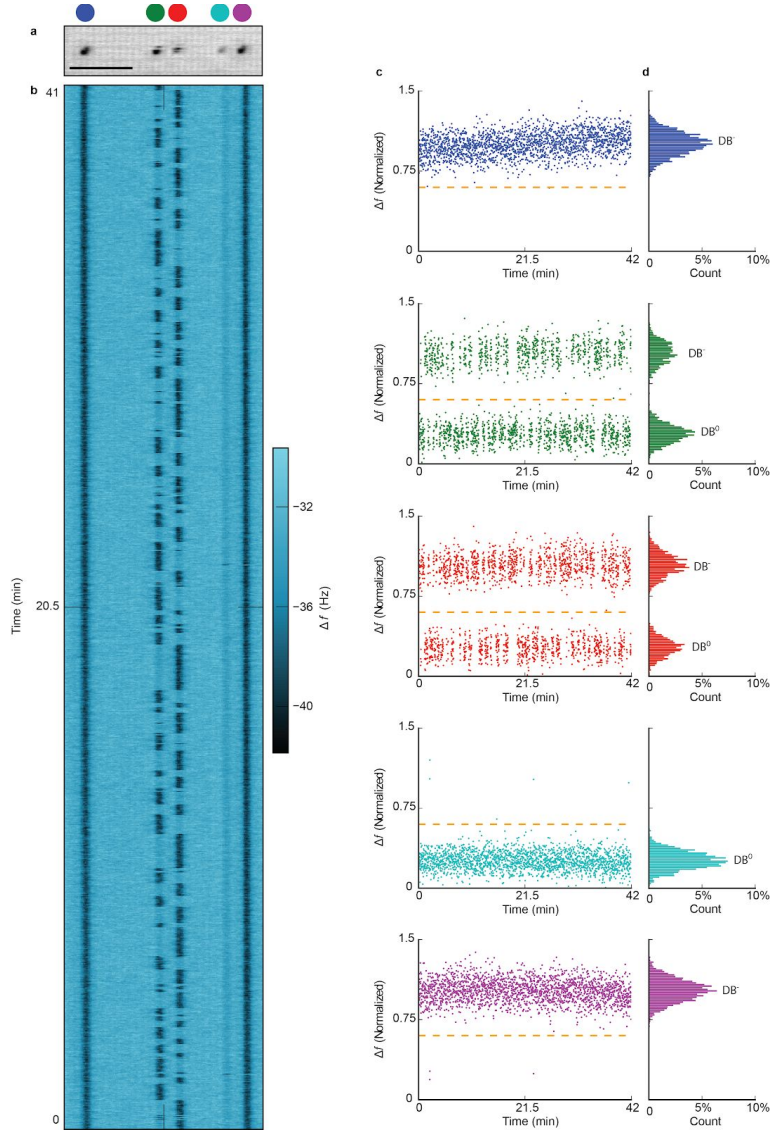 a
b
41
Time (min)
20.5
0
−32
−36
−40
Δf (Hz)
c
d
1.5
0.75
0
Δf (Normalized)
0
21.5
42
Time (min)
DB-
0
5%
10%
Count
1.5
0.75
0
Δf (Normalized)
0
21.5
42
Time (min)
DB-
DB0
0
5%
10%
Count
1.5
0.75
0
Δf (Normalized)
0
21.5
42
Time (min)
DB-
DB0
0
5%
10%
Count
1.5
0.75
0
Δf (Normalized)
0
21.5
42
Time (min)
DB0
0
5%
10%
Count
1.5
0.75
0
Δf (Normalized)
0
21.5
42
Time (min)
DB-
0
5%
10%
Count